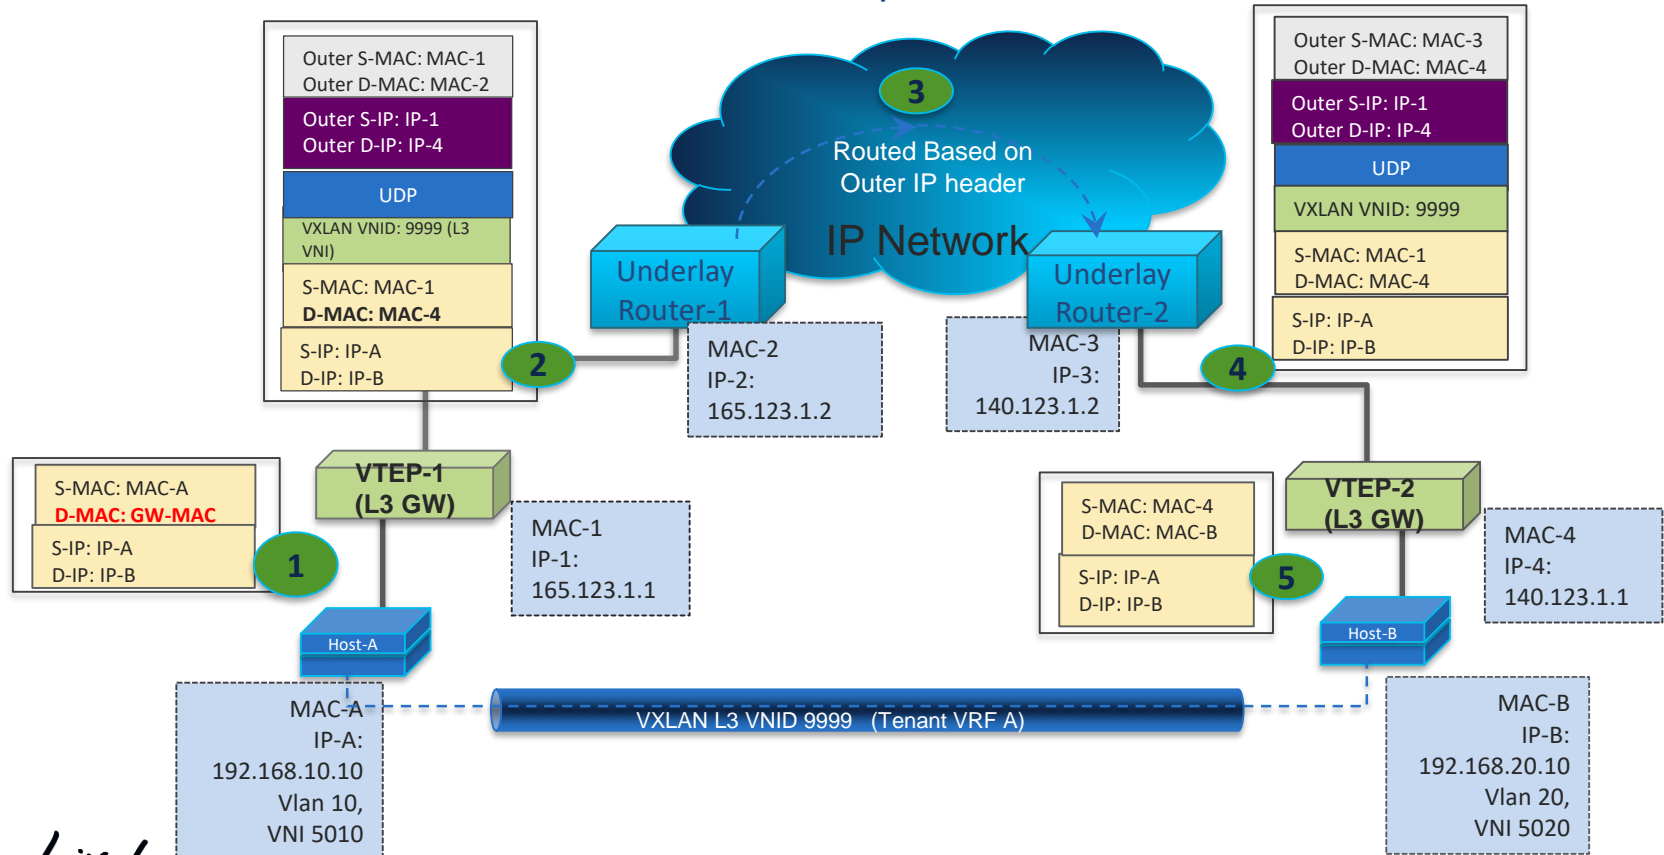 Outer S-MAC: MAC-1
Outer D-MAC: MAC-2
Outer S-IP: IP-1
Outer D-IP: IP-4
UDP
VXLAN VNID: 9999 (L3
VNI)
S-MAC: MAC-1
D-MAC: MAC-4
S-IP: IP-A
D-IP: IP-B
2
3
Routed Based on
Outer IP header
IP Network
Underlay
Router-1
Underlay
Router-2
MAC-2
IP-2:
165.123.1.2
MAC-3
IP-3:
140.123.1.2
Outer S-MAC: MAC-3
Outer D-MAC: MAC-4
Outer S-IP: IP-1
Outer D-IP: IP-4
UDP
VXLAN VNID: 9999
S-MAC: MAC-1
D-MAC: MAC-4
S-IP: IP-A
D-IP: IP-B
4
S-MAC: MAC-A
D-MAC: GW-MAC
S-IP: IP-A
D-IP: IP-B
1
VTEP-1
(L3 GW)
MAC-1
IP-1:
165.123.1.1
S-MAC: MAC-4
D-MAC: MAC-B
S-IP: IP-A
D-IP: IP-B
5
VTEP-2
(L3 GW)
MAC-4
IP-4:
140.123.1.1
Host-A
Host-B
MAC-A
IP-A:
192.168.10.10
Vlan 10,
VNI 5010
VXLAN L3 VNID 9999 (Tenant VRF A)
MAC-B
IP-B:
192.168.20.10
Vlan 20,
VNI 5020